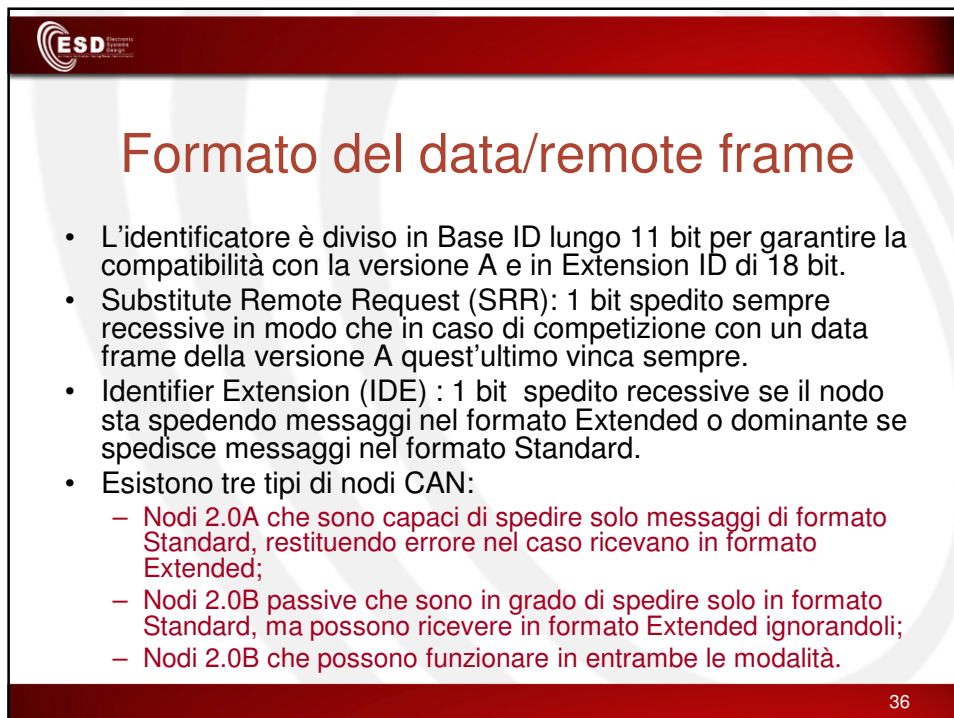 ESD Electronic Systems Design
Formato del data/remote frame
• L'identificatore è diviso in Base ID lungo 11 bit per garantire la
compatibilità con la versione A e in Extension ID di 18 bit.
• Substitute Remote Request (SRR): 1 bit spedito sempre
recessive in modo che in caso di competizione con un data
frame della versione A quest'ultimo vinca sempre.
• Identifier Extension (IDE) : 1 bit spedito recessive se il nodo
sta spedendo messaggi nel formato Extended o dominante se
spedisce messaggi nel formato Standard.
• Esistono tre tipi di nodi CAN:
– Nodi 2.0A che sono capaci di spedire solo messaggi di formato
Standard, restituendo errore nel caso ricevano in formato
Extended;
– Nodi 2.0B passive che sono in grado di spedire solo in formato
Standard, ma possono ricevere in formato Extended ignorandoli;
– Nodi 2.0B che possono funzionare in entrambe le modalità.
36